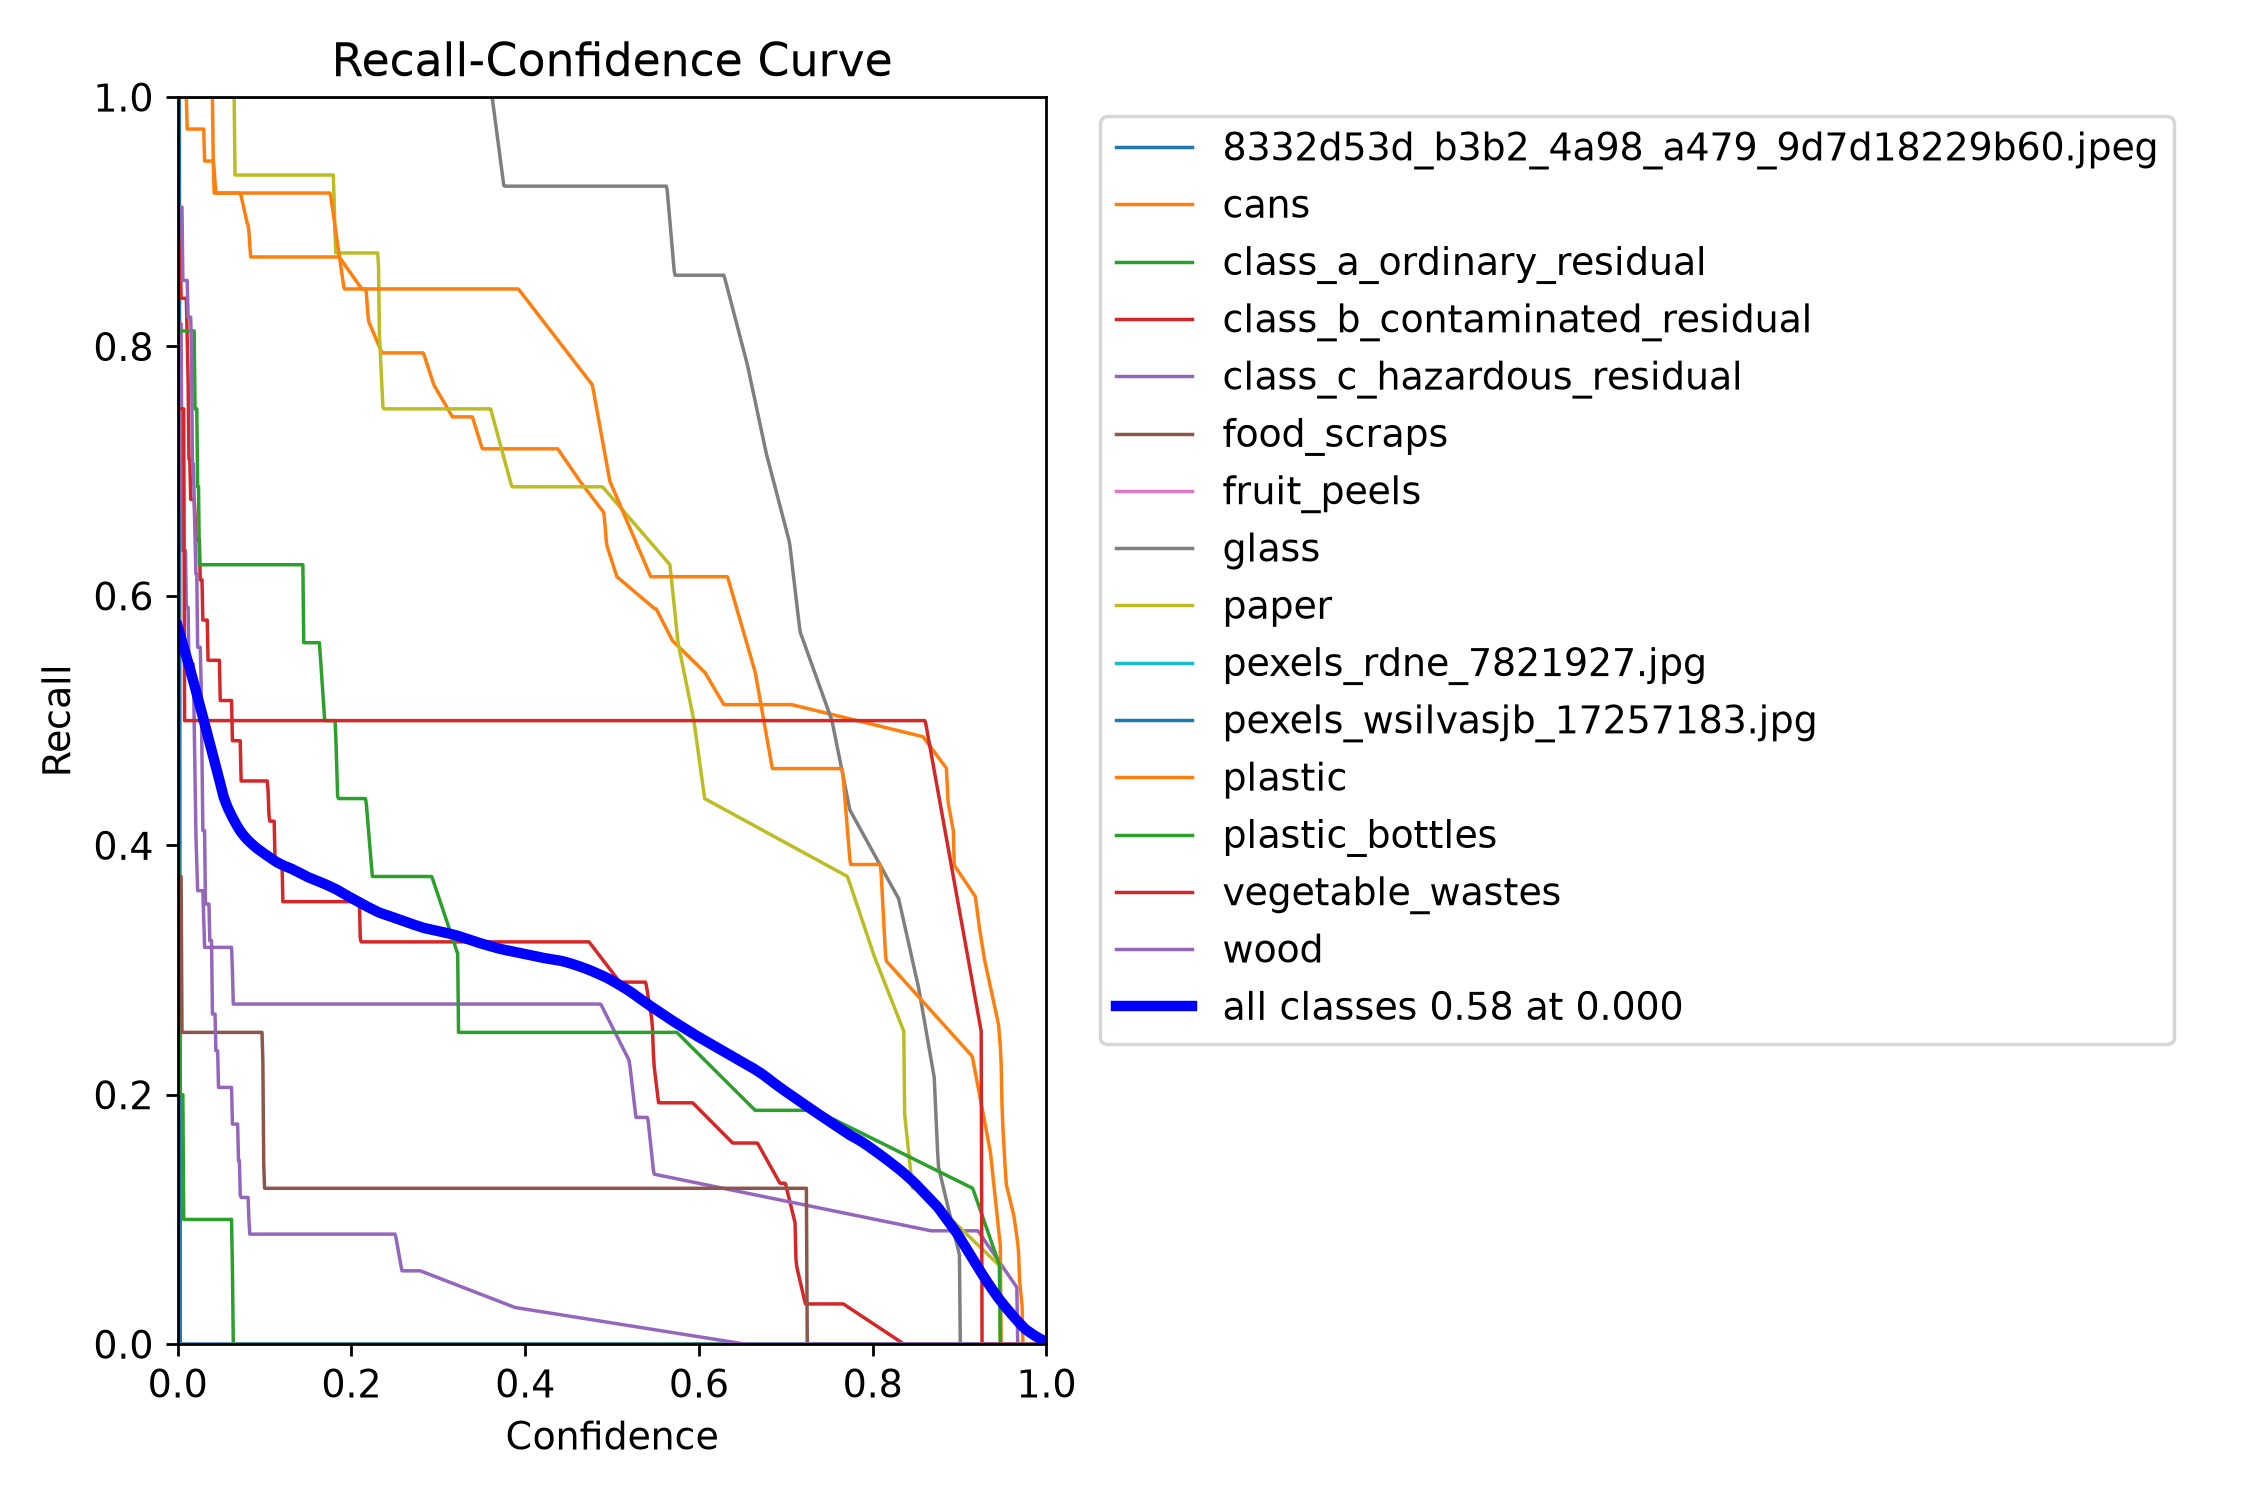 Recall-Confidence Curve
1.0
0.8
0.6
0.4
0.2
0.0
Recall
0.0 0.2 0.4 0.6 0.8 1.0
Confidence
8332d53d_b3b2_4a98_a479_9d7d18229b60.jpeg
cans
class_a_ordinary_residual
class_b_contaminated_residual
class_c_hazardous_residual
food_scraps
fruit_peels
glass
paper
pexels_rdne_7821927.jpg
pexels_wsilvasjb_17257183.jpg
plastic
plastic_bottles
vegetable_wastes
wood
all classes 0.58 at 0.000